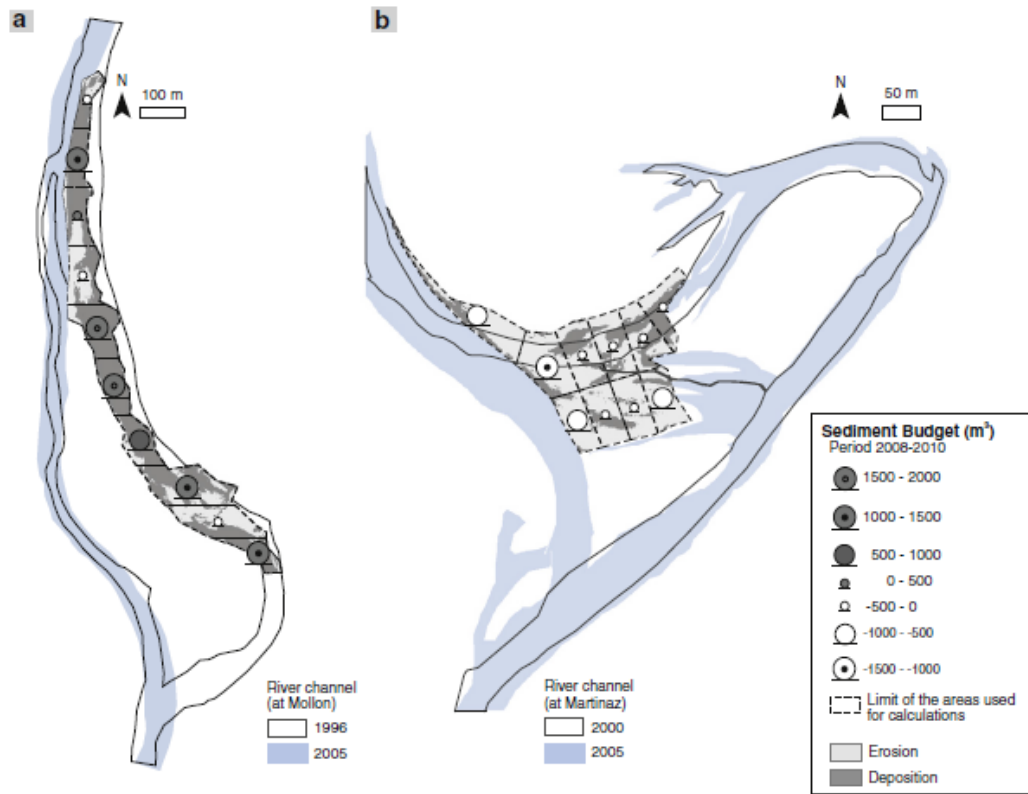 a
b
N
100 m
N
50 m
Sediment Budget (m³)
Period 2008-2010
1500 - 2000
1000 - 1500
500 - 1000
0 - 500
-500 - 0
-1000 - -500
-1500 - -1000
Limit of the areas used
for calculations
Erosion
Deposition
River channel
(at Mollon)
1996
2005
River channel
(at Martinaz)
2000
2005